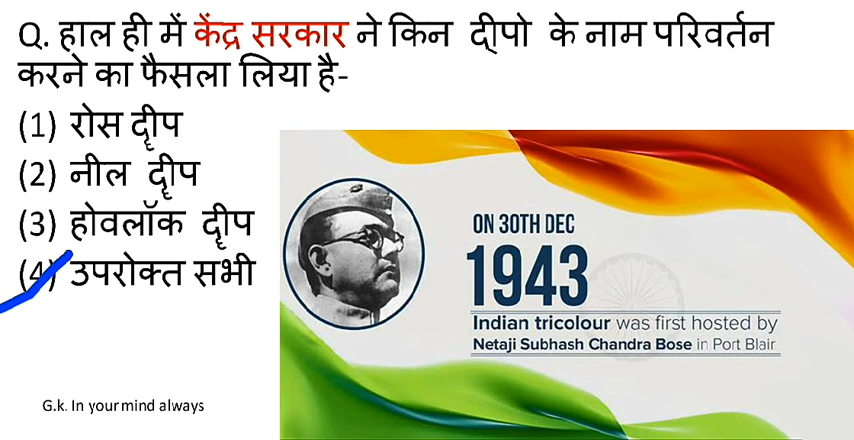 Q. हाल ही में केंद्र सरकार ने किन दी्पो के नाम परिवर्तन
करने का फैसला लिया है-
(1) रोस दी्ृप
(2) नील दी्ृप
(3) होवलॉक दी्ृप
(4) उपरोक्त सभी
ON 30TH DEC
1943
Indian tricolour was first hosted by
Netaji Subhash Chandra Bose in Port Blair
G.k. In your mind always